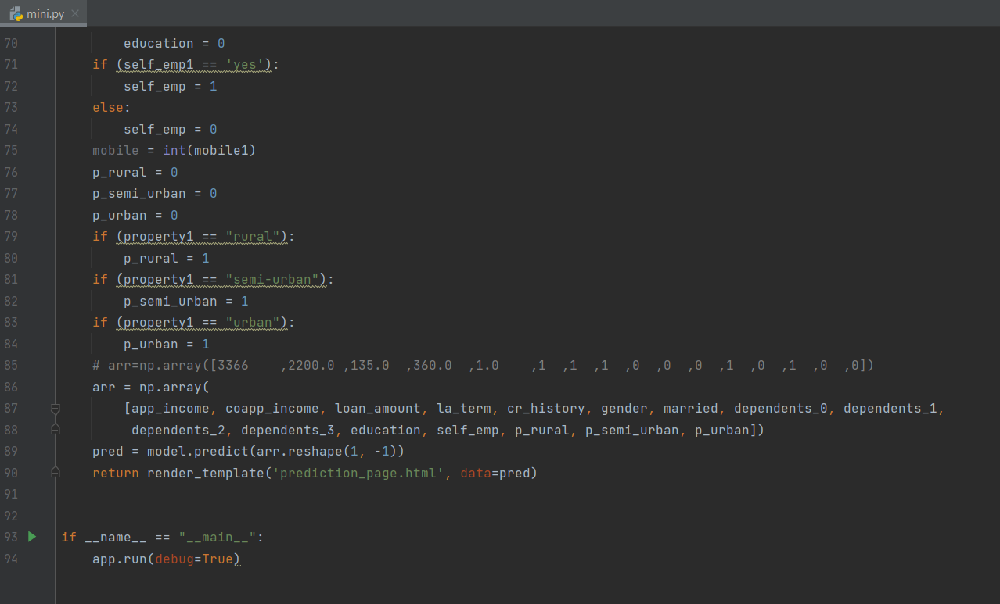 mini.py
70 education = 0
71 if (self_emp1 == 'yes'):
72 self_emp = 1
73 else:
74 self_emp = 0
75 mobile = int(mobile1)
76 p_rural = 0
77 p_semi_urban = 0
78 p_urban = 0
79 if (property1 == "rural"):
80 p_rural = 1
81 if (property1 == "semi-urban"):
82 p_semi_urban = 1
83 if (property1 == "urban"):
84 p_urban = 1
85 # arr=np.array([3366    ,2200.0 ,135.0  ,360.0  ,1.0    ,1  ,1  ,1  ,0  ,0  ,0  ,1  ,0  ,1  ,0  ,0])
86 arr = np.array(
87 [app_income, coapp_income, loan_amount, la_term, cr_history, gender, married, dependents_0, dependents_1,
88 dependents_2, dependents_3, education, self_emp, p_rural, p_semi_urban, p_urban])
89 pred = model.predict(arr.reshape(1, -1))
90 return render_template('prediction_page.html', data=pred)
91
92
93 if __name__ == "__main__":
94 app.run(debug=True)